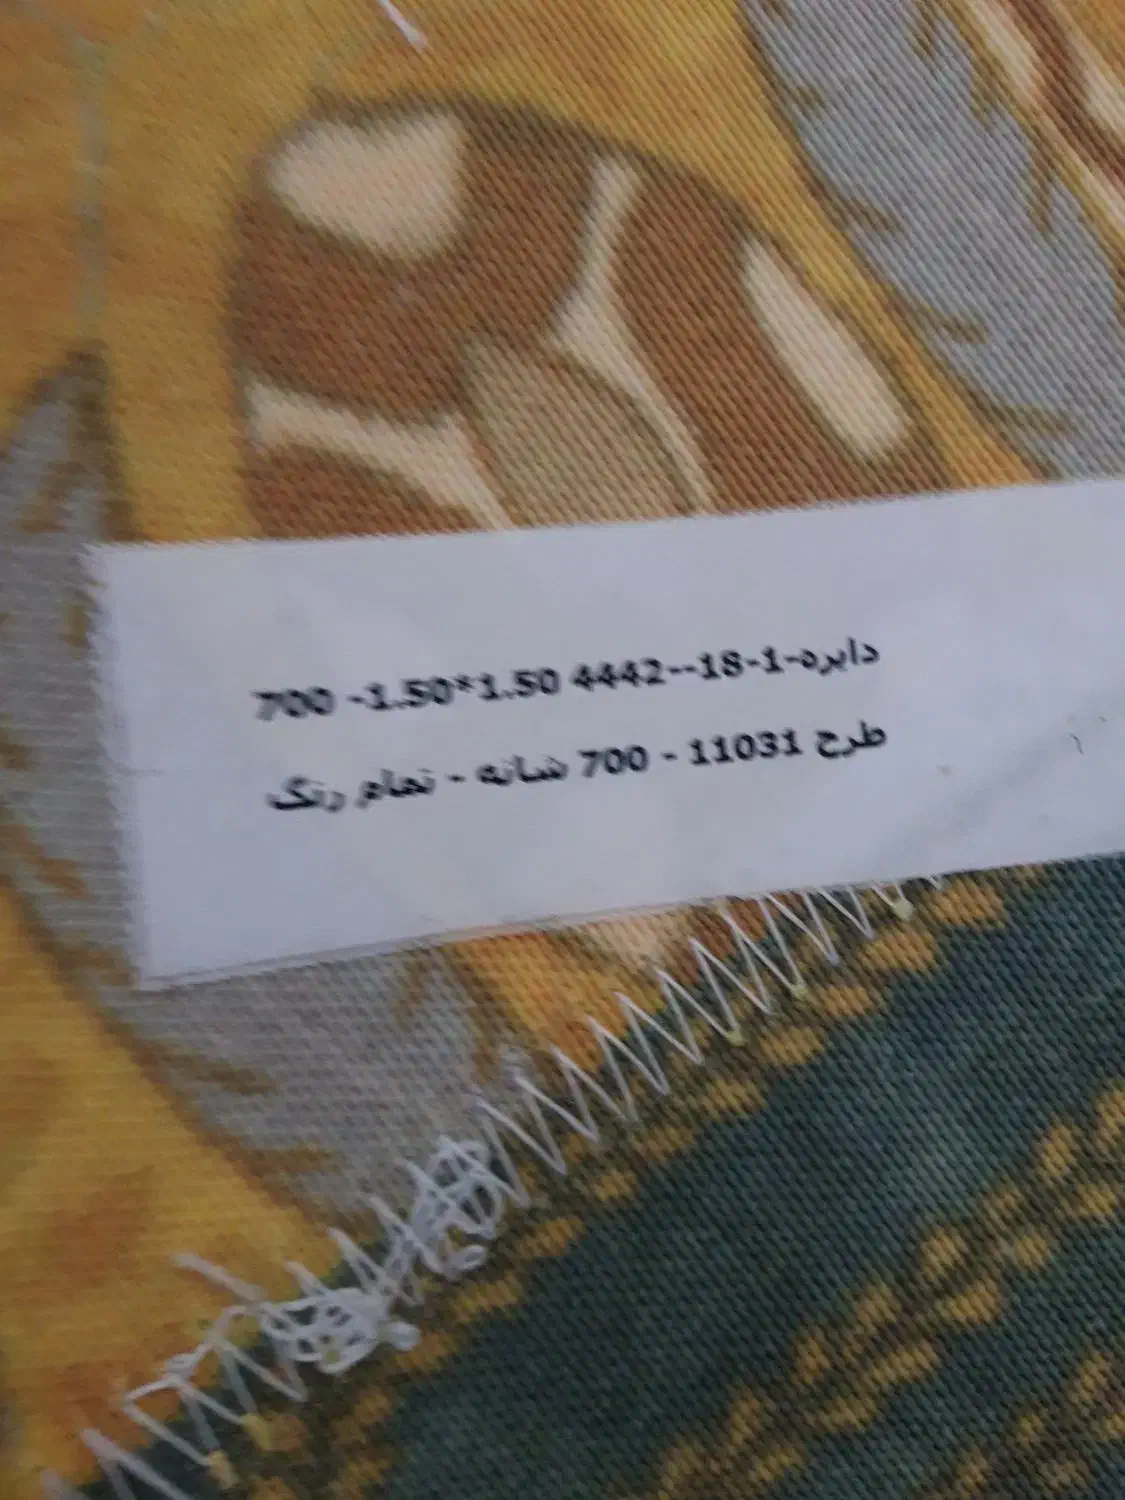 دایره-1-18--4442 1.50*1.50- 700
طرح 11031 - 700 شانه - تمام رنگ